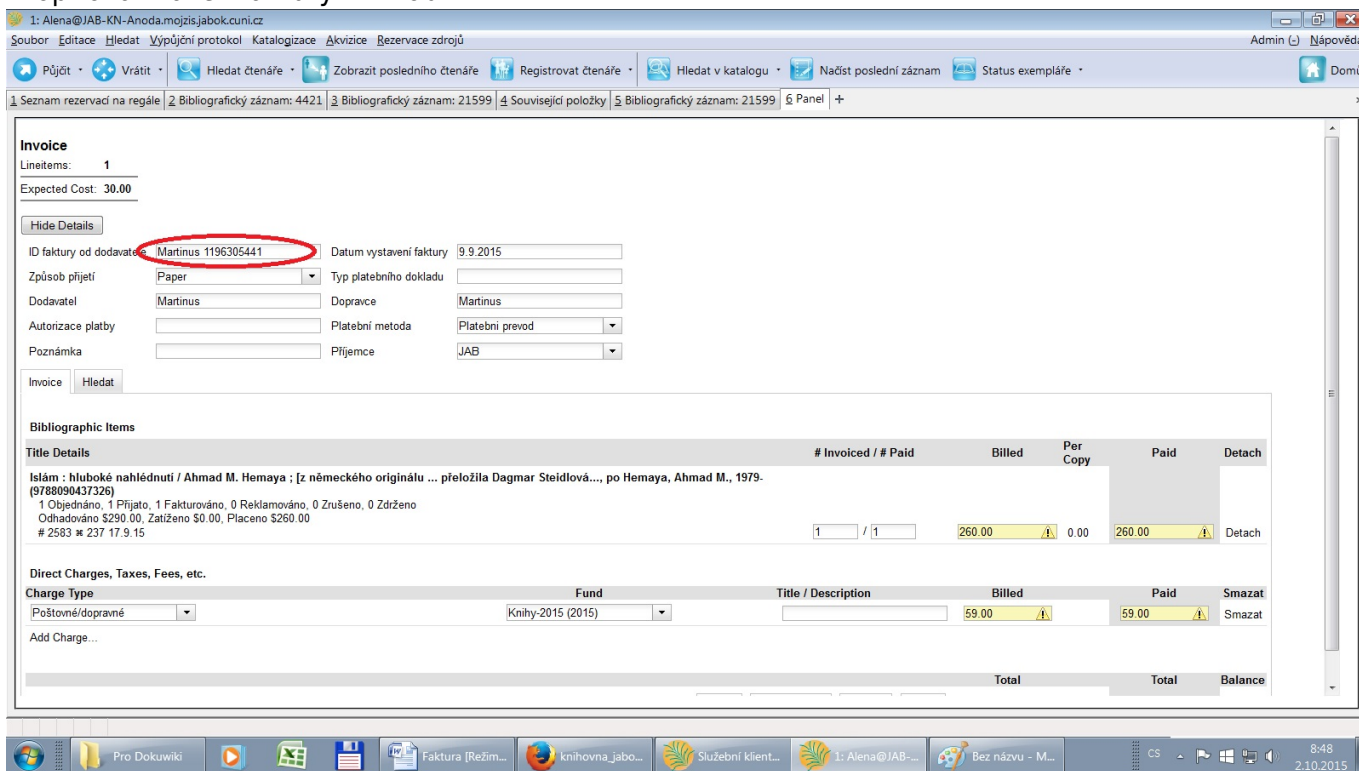 1: Alena@JAB-KN-Anoda.mojzis.jabok.cuni.cz
Soubor Editace Hledat Výpůjční protokol Katalogizace Akvizice Rezervace zdrojů Admin (-) Nápověda
Půjčit Vrátit Hledat čtenáře Zobrazit posledního čtenáře Registrovat čtenáře Hledat v katalogu Načíst poslední záznam Status exempláře Domů
1 Seznam rezervací na regále 2 Bibliografický záznam: 4421 3 Bibliografický záznam: 21599 4 Související položky 5 Bibliografický záznam: 21599 6 Panel +
Invoice
Lineitems: 1
Expected Cost: 30.00
Hide Details
ID faktury od dodavatele Martinus 1196305441 Datum vystavení faktury 9.9.2015
Způsob přijetí Paper Typ platebního dokladu
Dodavatel Martinus Dopravce Martinus
Autorizace platby Platební metoda Platebni prevod
Poznámka Příjemce JAB
Invoice Hledat
Bibliographic Items
Title Details # Invoiced / # Paid Billed Per Copy Paid Detach
Islám : hluboké nahlédnutí / Ahmad M. Hemaya ; [z německého originálu ... přeložila Dagmar Steidlová..., po Hemaya, Ahmad M., 1979-
(9788090437326)
1 Objednáno, 1 Přijato, 1 Fakturováno, 0 Reklamováno, 0 Zrušeno, 0 Zdrženo
Odhadováno $290.00, Zatíženo $0.00, Placeno $260.00
# 2583 ⌘ 237 17.9.15 1 / 1 260.00 0.00 260.00 Detach
Direct Charges, Taxes, Fees, etc.
Charge Type Fund Title / Description Billed Paid Smazat
Poštovné/dopravné Knihy-2015 (2015) 59.00 59.00 Smazat
Add Charge...
Total Total Balance
Pro Dokuwiki Faktura [Režim... knihovna_jabo... Služební klient... 1: Alena@JAB-... Bez názvu - M... CS 8:48
2.10.2015